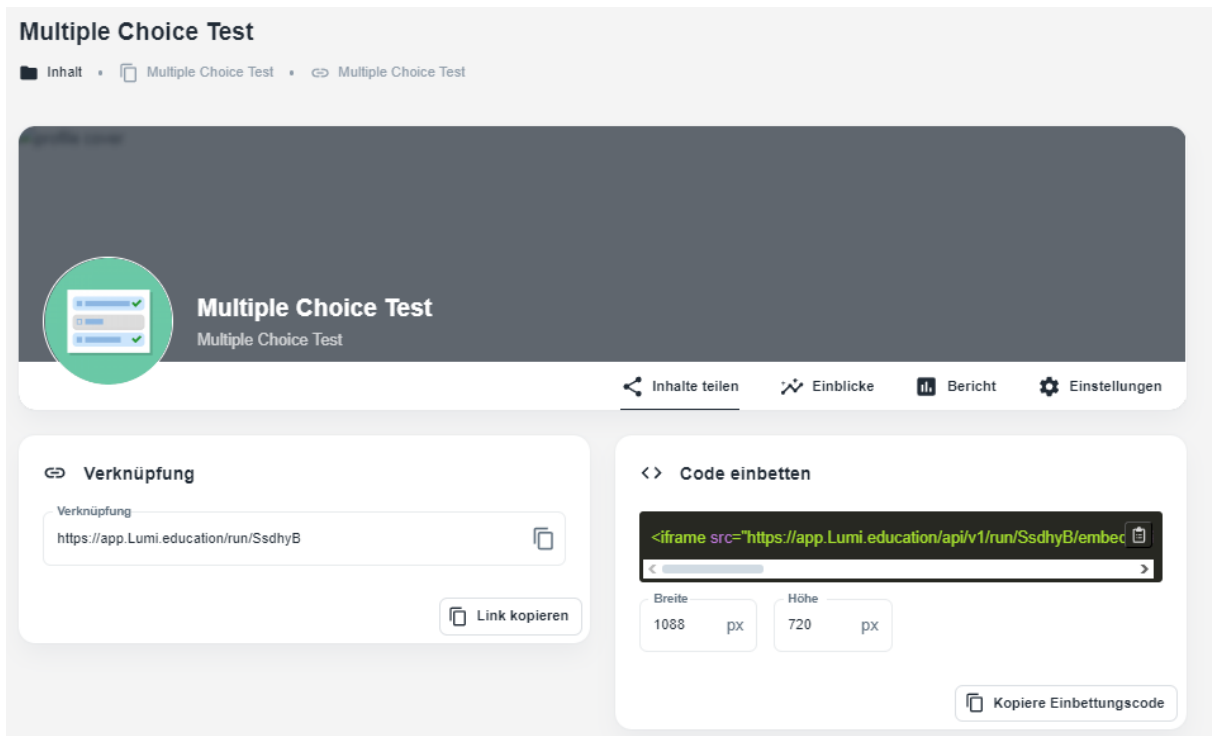 Multiple Choice Test
Inhalt • Multiple Choice Test • Multiple Choice Test
profile cover
Multiple Choice Test
Multiple Choice Test
Inhalte teilen Einblicke Bericht Einstellungen
Verknüpfung
Verknüpfung
https://app.Lumi.education/run/SsdhyB
Link kopieren
<> Code einbetten
<iframe src="https://app.Lumi.education/api/v1/run/SsdhyB/embed
Breite Höhe
1088 px 720 px
Kopiere Einbettungscode